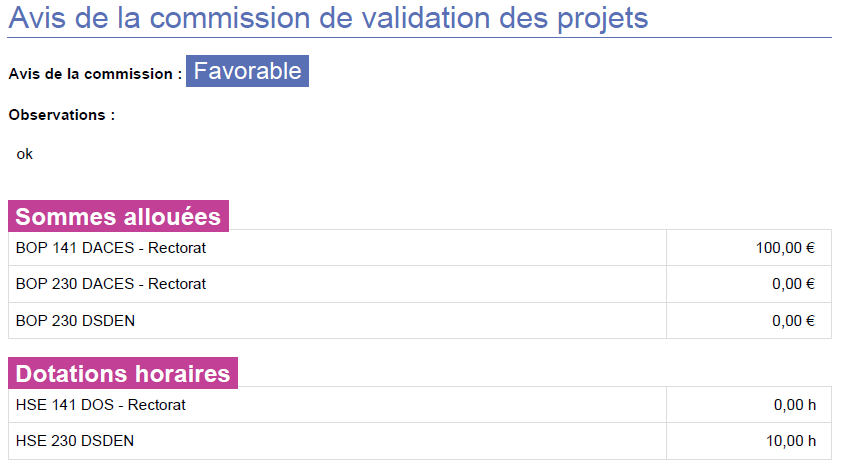 Avis de la commission de validation des projets
Avis de la commission : Favorable
Observations :
ok
Sommes allouées
BOP 141 DACES - Rectorat 100,00 €
BOP 230 DACES - Rectorat 0,00 €
BOP 230 DSDEN 0,00 €
Dotations horaires
HSE 141 DOS - Rectorat 0,00 h
HSE 230 DSDEN 10,00 h